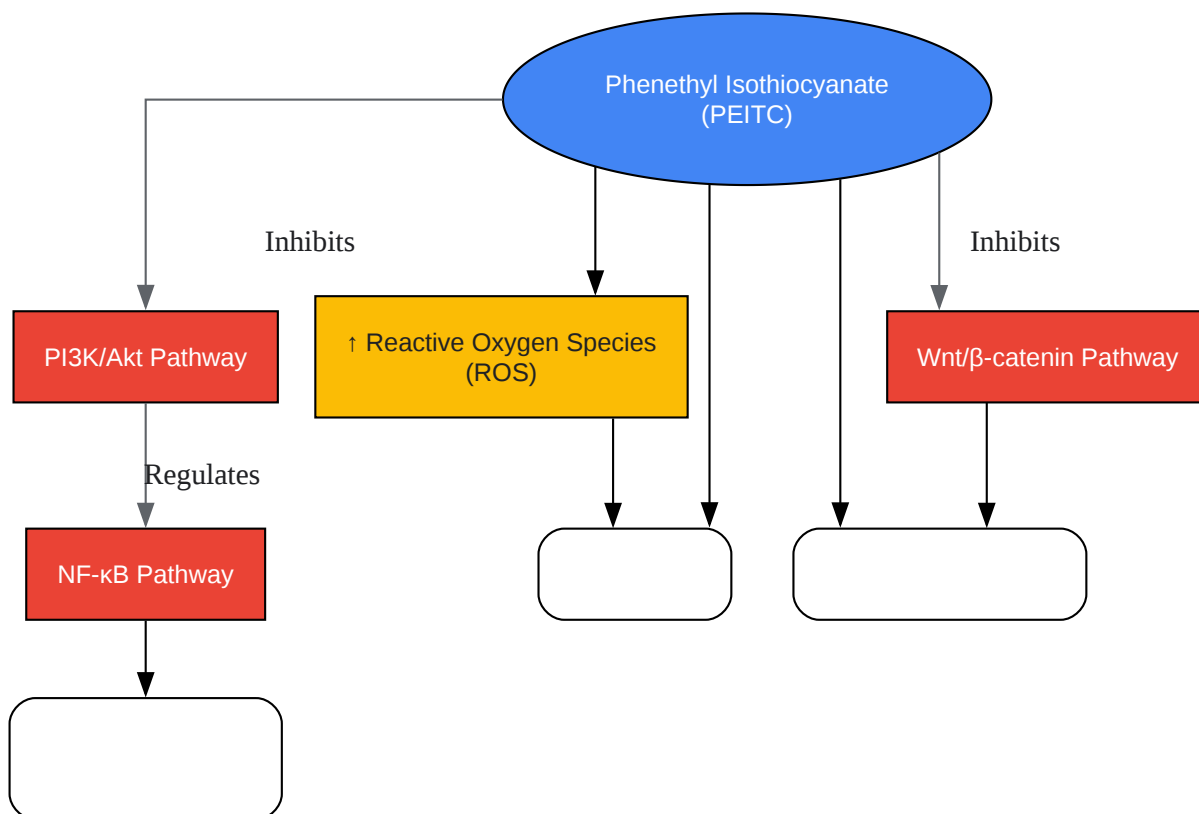 Phenethyl Isothiocyanate
(PEITC)
Inhibits
Inhibits
PI3K/Akt Pathway
↑ Reactive Oxygen Species
(ROS)
Wnt/β-catenin Pathway
Regulates
NF-κB Pathway